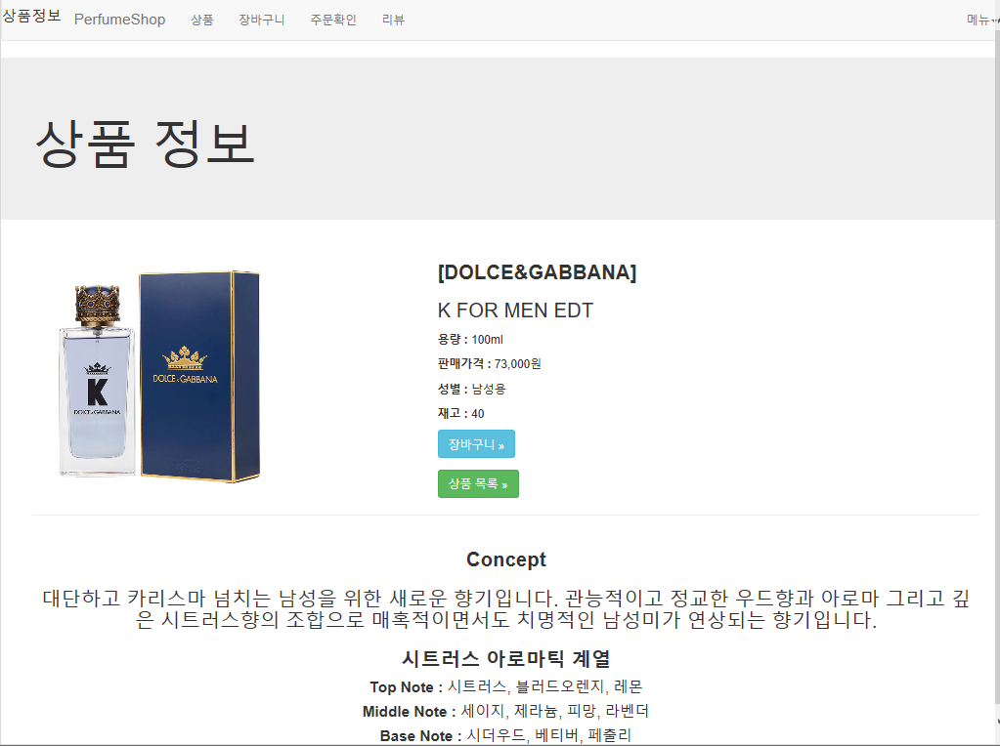 상품정보
PerfumeShop 상품 장바구니 주문확인 리뷰 메뉴
상품 정보
K
DOLCE&GABBANA
DOLCE&GABBANA
[DOLCE&GABBANA]
K FOR MEN EDT
용량 : 100ml
판매가격 : 73,000원
성별 : 남성용
재고 : 40
장바구니 »
상품 목록 »
Concept
대단하고 카리스마 넘치는 남성을 위한 새로운 향기입니다. 관능적이고 정교한 우드향과 아로마 그리고 깊
은 시트러스향의 조합으로 매혹적이면서도 치명적인 남성미가 연상되는 향기입니다.
시트러스 아로마틱 계열
Top Note : 시트러스, 블러드오렌지, 레몬
Middle Note : 세이지, 제라늄, 피망, 라벤더
Base Note : 시더우드, 베티버, 페츌리